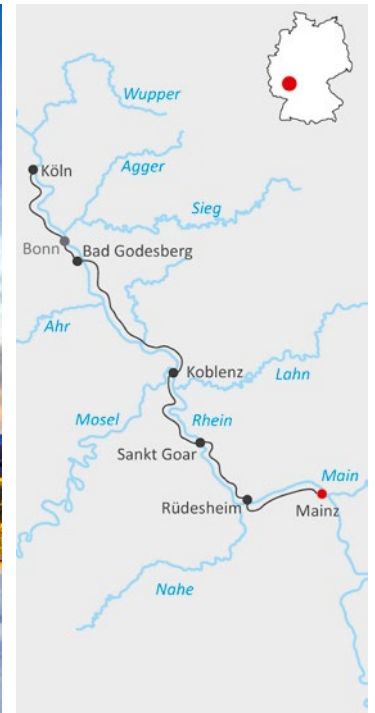 Wupper
Köln
Agger
Sieg
Bonn
Bad Godesberg
Ahr
Koblenz
Lahn
Mosel
Rhein
Sankt Goar
Main
Rüdesheim
Mainz
Nahe